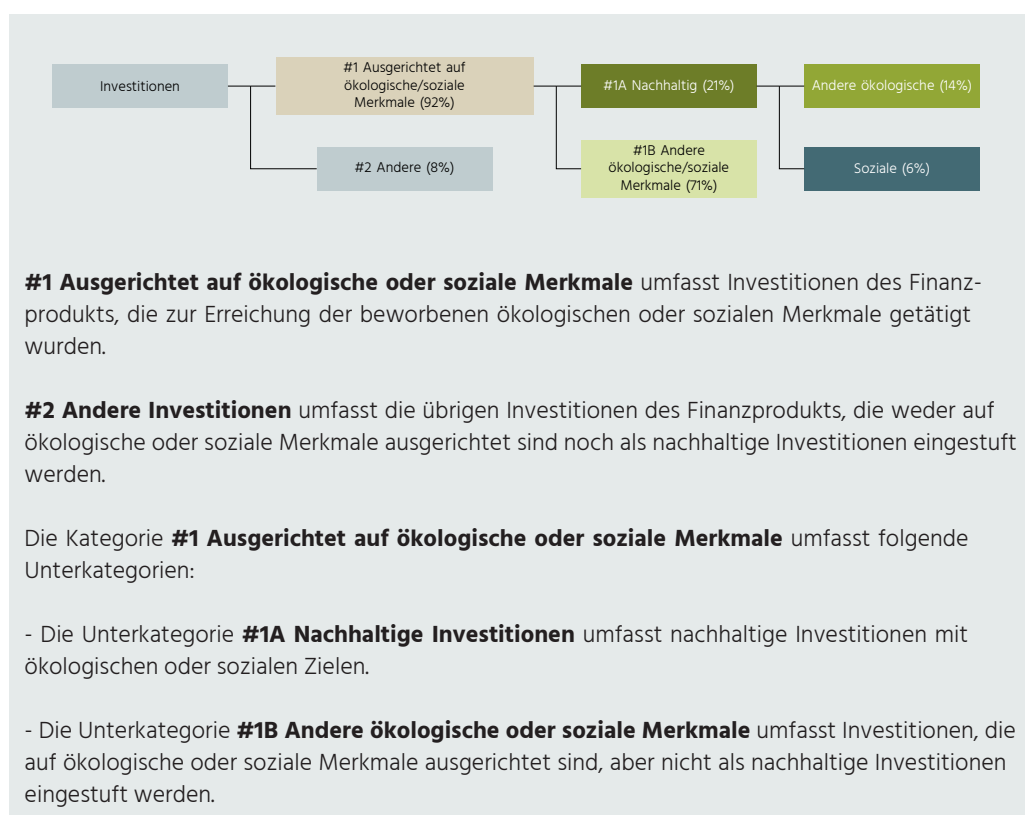 Investitionen
#1 Ausgerichtet auf
ökologische/soziale
Merkmale (92%)
#1A Nachhaltig (21%)
Andere ökologische (14%)
#2 Andere (8%)
#1B Andere
ökologische/soziale
Merkmale (71%)
Soziale (6%)
#1 Ausgerichtet auf ökologische oder soziale Merkmale umfasst Investitionen des Finanz-
produkts, die zur Erreichung der beworbenen ökologischen oder sozialen Merkmale getätigt
wurden.
#2 Andere Investitionen umfasst die übrigen Investitionen des Finanzprodukts, die weder auf
ökologische oder soziale Merkmale ausgerichtet sind noch als nachhaltige Investitionen eingestuft
werden.
Die Kategorie #1 Ausgerichtet auf ökologische oder soziale Merkmale umfasst folgende
Unterkategorien:
- Die Unterkategorie #1A Nachhaltige Investitionen umfasst nachhaltige Investitionen mit
ökologischen oder sozialen Zielen.
- Die Unterkategorie #1B Andere ökologische oder soziale Merkmale umfasst Investitionen, die
auf ökologische oder soziale Merkmale ausgerichtet sind, aber nicht als nachhaltige Investitionen
eingestuft werden.